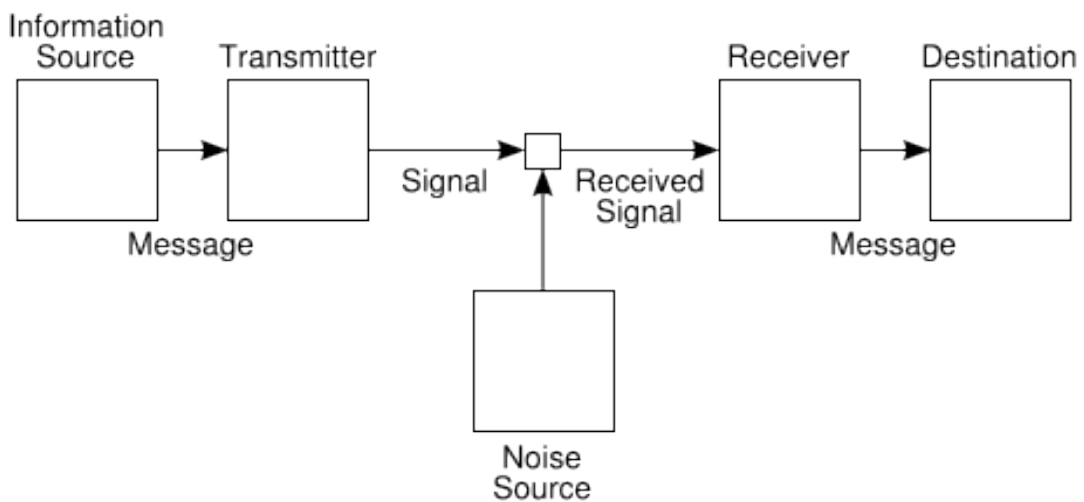 Information
Source
Transmitter
Receiver
Destination
Signal
Received
Signal
Message
Message
Noise
Source